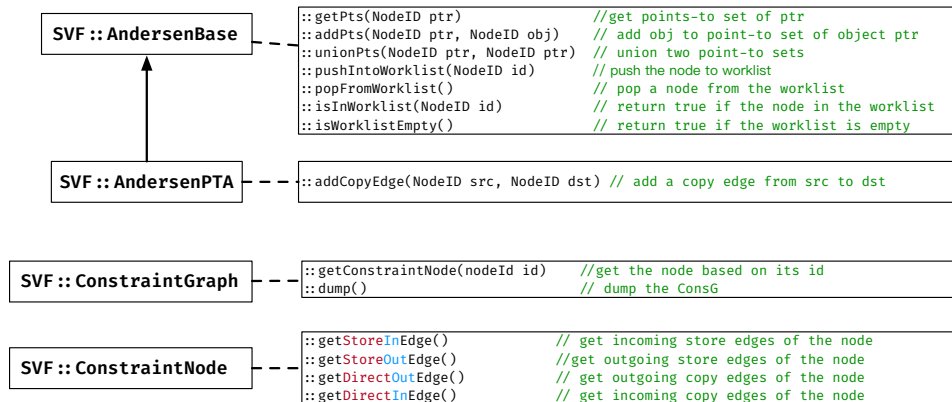 SVF::AndersenBase
::getPts(NodeID ptr) //get points-to set of ptr
::addPts(NodeID ptr, NodeID obj) // add obj to point-to set of object ptr
::unionPts(NodeID ptr, NodeID ptr) // union two point-to sets
::pushIntoWorklist(NodeID id) // push the node to worklist
::popFromWorklist() // pop a node from the worklist
::isInWorklist(NodeID id) // return true if the node in the worklist
::isWorklistEmpty() // return true if the worklist is empty
SVF::AndersenPTA
::addCopyEdge(NodeID src, NodeID dst) // add a copy edge from src to dst
SVF::ConstraintGraph
::getConstraintNode(nodeId id) //get the node based on its id
::dump() // dump the ConsG
SVF::ConstraintNode
::getStoreInEdge() // get incoming store edges of the node
::getStoreOutEdge() //get outgoing store edges of the node
::getDirectOutEdge() // get outgoing copy edges of the node
::getDirectInEdge() // get incoming copy edges of the node